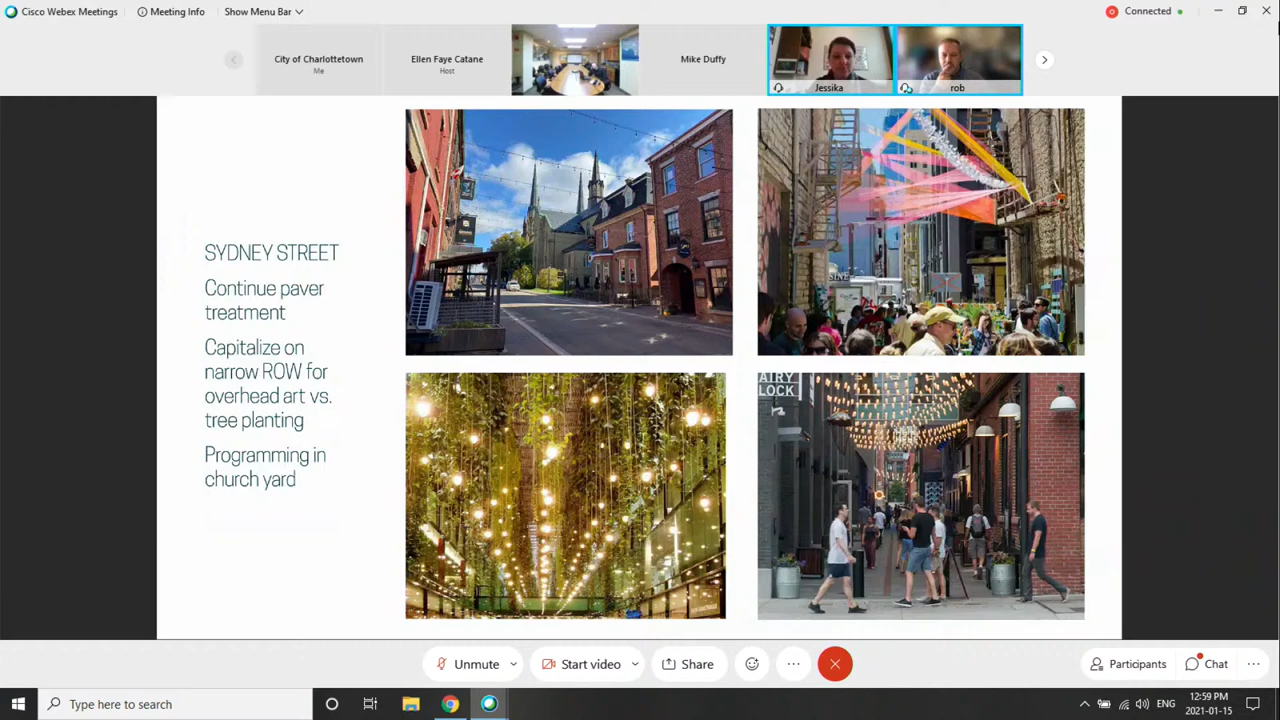 Cisco Webex Meetings
Meeting Info
Show Menu Bar
Connected
City of Charlottetown
Me
Ellen Faye Catane
Host
Mike Duffy
Jessika
rob
SYDNEY STREET
Continue paver
treatment
Capitalize on
narrow ROW for
overhead art vs.
tree planting
Programming in
church yard
AIRY
LOCK
Unmute
Start video
Share
Participants
Chat
Type here to search
ENG
12:59 PM
2021-01-15